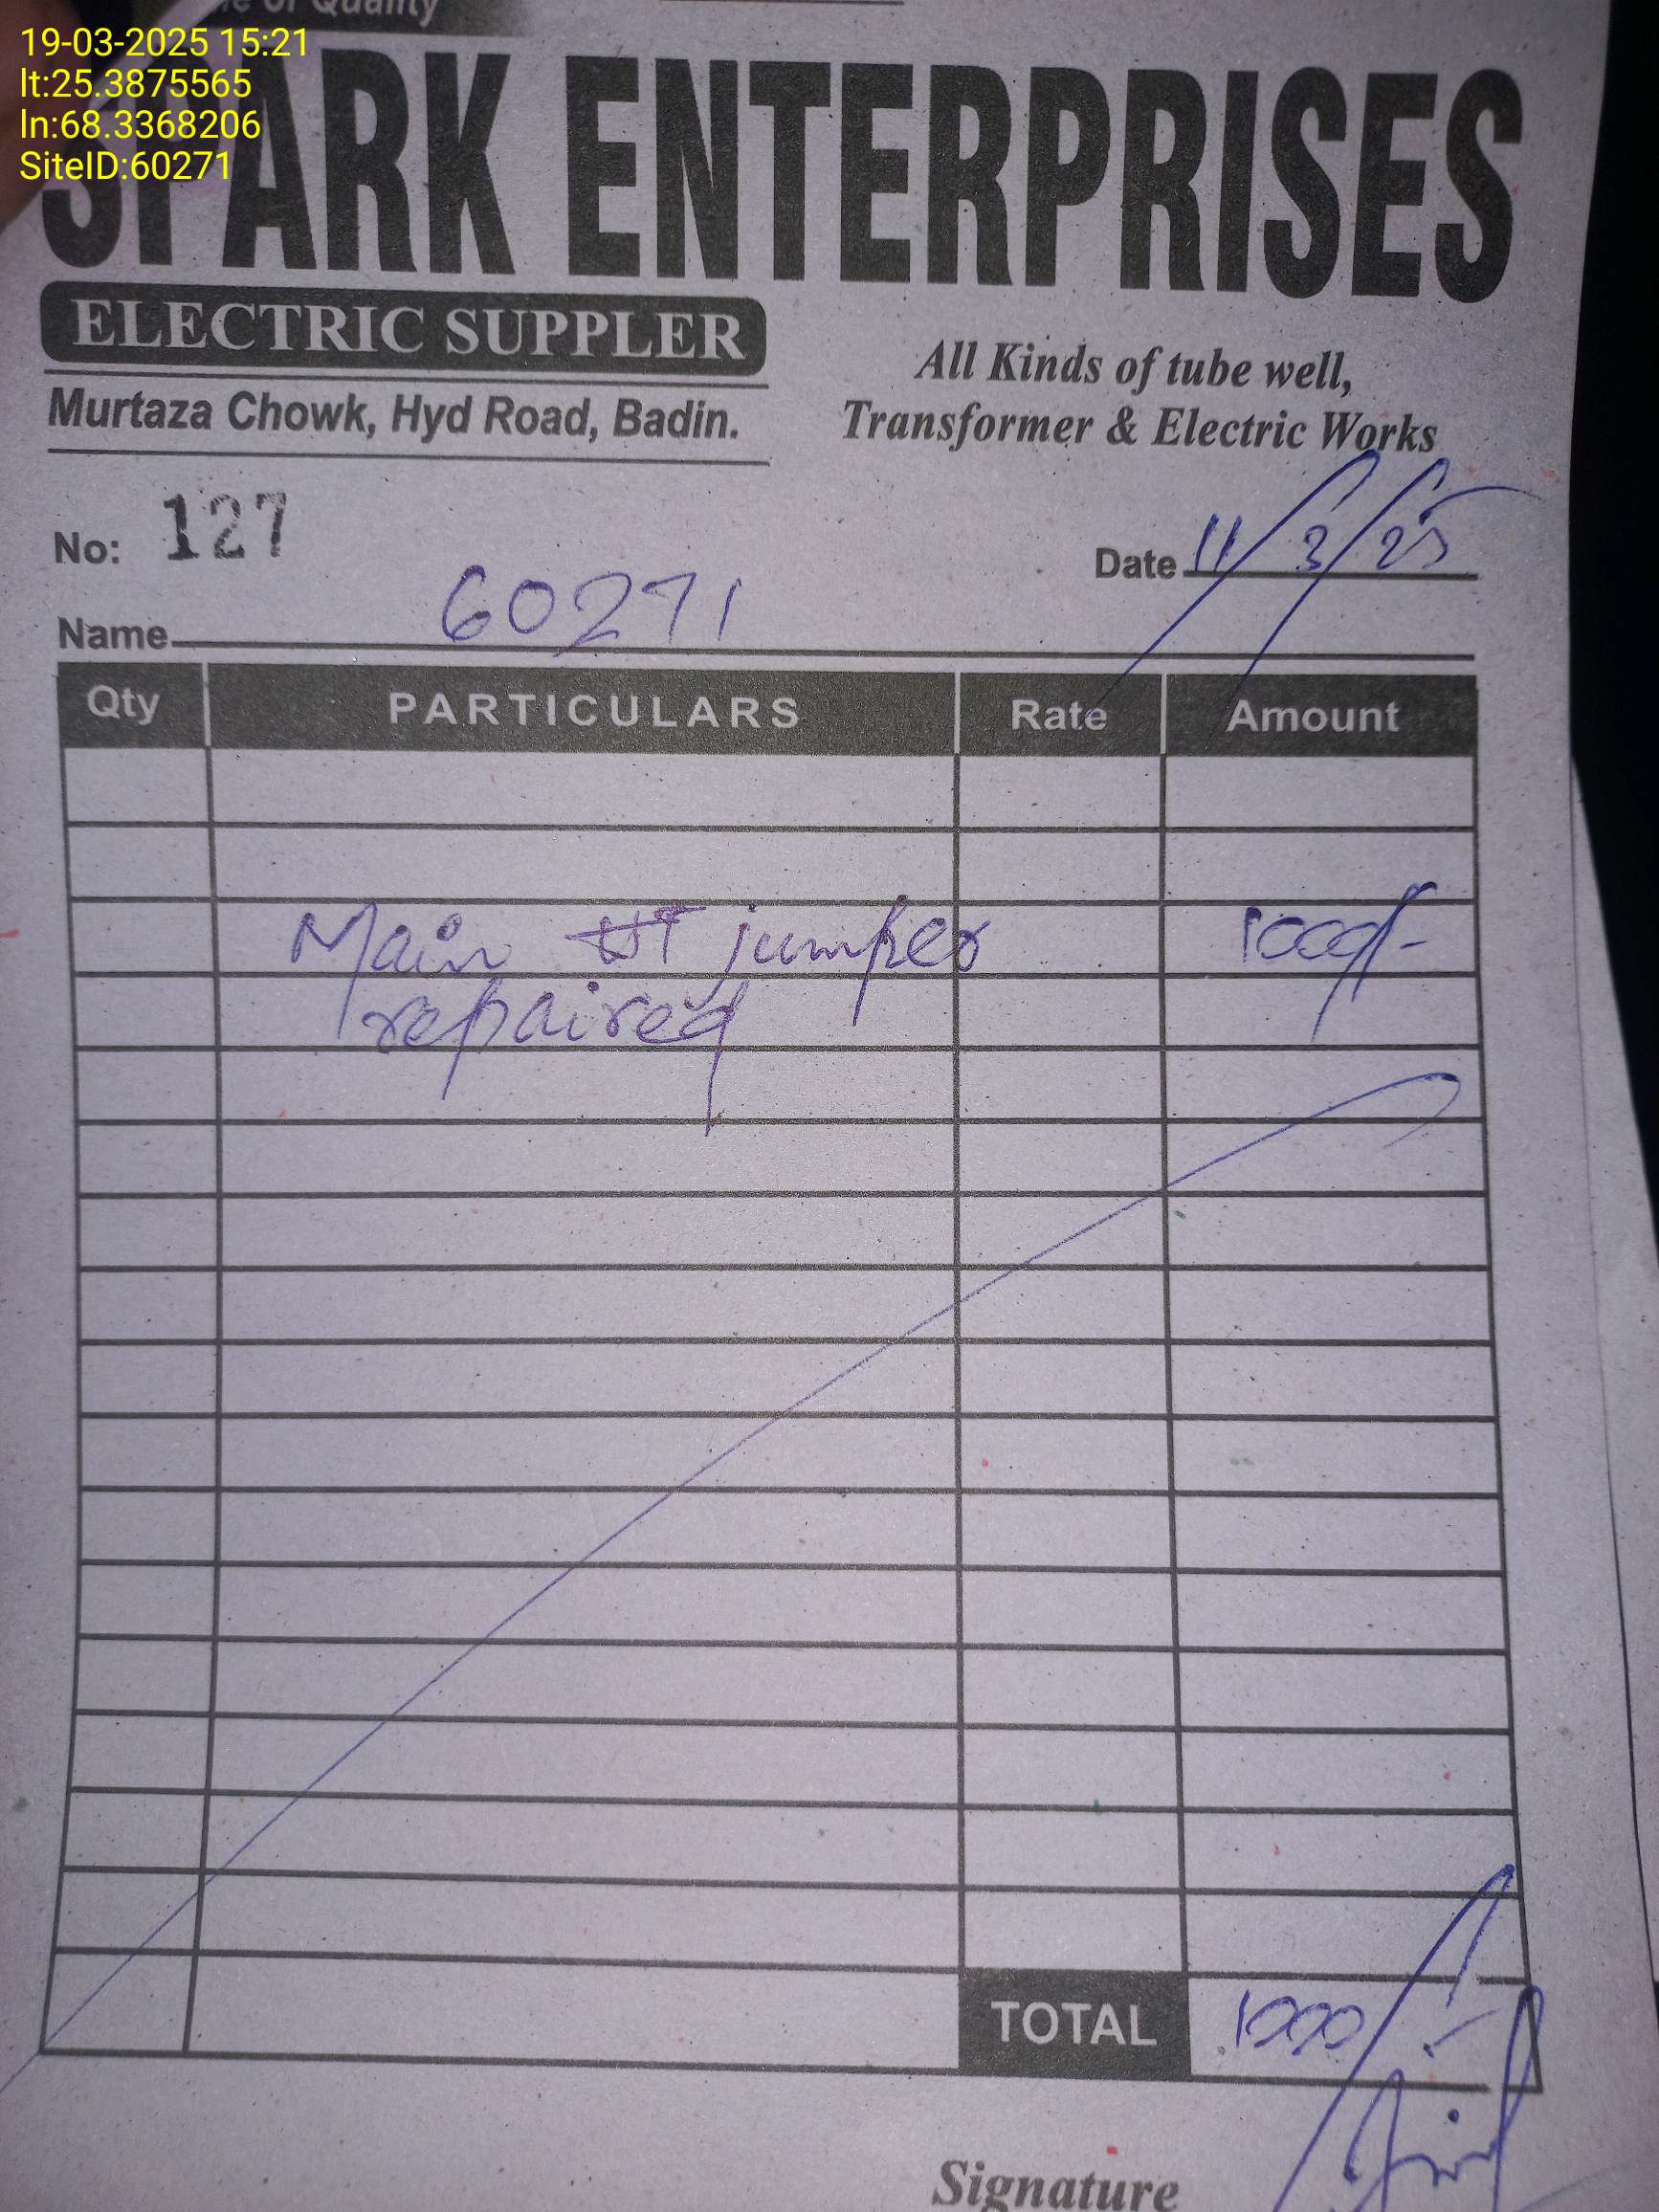 of Quality
19-03-2025 15:21
lt:25.3875565
ln:68.3368206
SiteID:60271
SPARK ENTERPRISES
ELECTRIC SUPPLER
Murtaza Chowk, Hyd Road, Badin.
All Kinds of tube well,
Transformer & Electric Works
No: 127
Date 11/3/25
Name 60271
Qty PARTICULARS Rate Amount
Main HT jumper 1000/-
repaired
TOTAL 1000/-
Signature